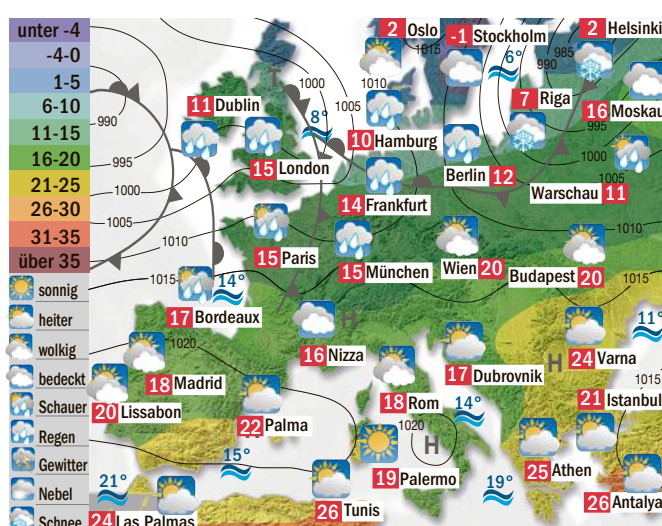 unter -4
-4-0
1-5
6-10
11-15
16-20
21-25
26-30
31-35
über 35
sonnig
heiter
wolkig
bedeckt
Schauer
Regen
Gewitter
Nebel
Schnee
2 Oslo
-1 Stockholm
2 Helsinki
1015
985
990
6°
1010
1000
T
1005
990
11 Dublin
8°
7 Riga
16 Moskau
995
10 Hamburg
995
1000
15 London
Berlin 12
1005
1000
Warschau 11
14 Frankfurt
1005
1010
1010
15 Paris
15 München
Wien 20
Budapest 20
1015
14°
1015
17 Bordeaux
H
11°
16 Nizza
24 Varna
1020
H
18 Madrid
17 Dubrovnik
1015
20 Lissabon
18 Rom
14°
21 Istanbul
22 Palma
1020
H
H
15°
25 Athen
21°
19 Palermo
19°
24 Las Palmas
26 Tunis
26 Antalya